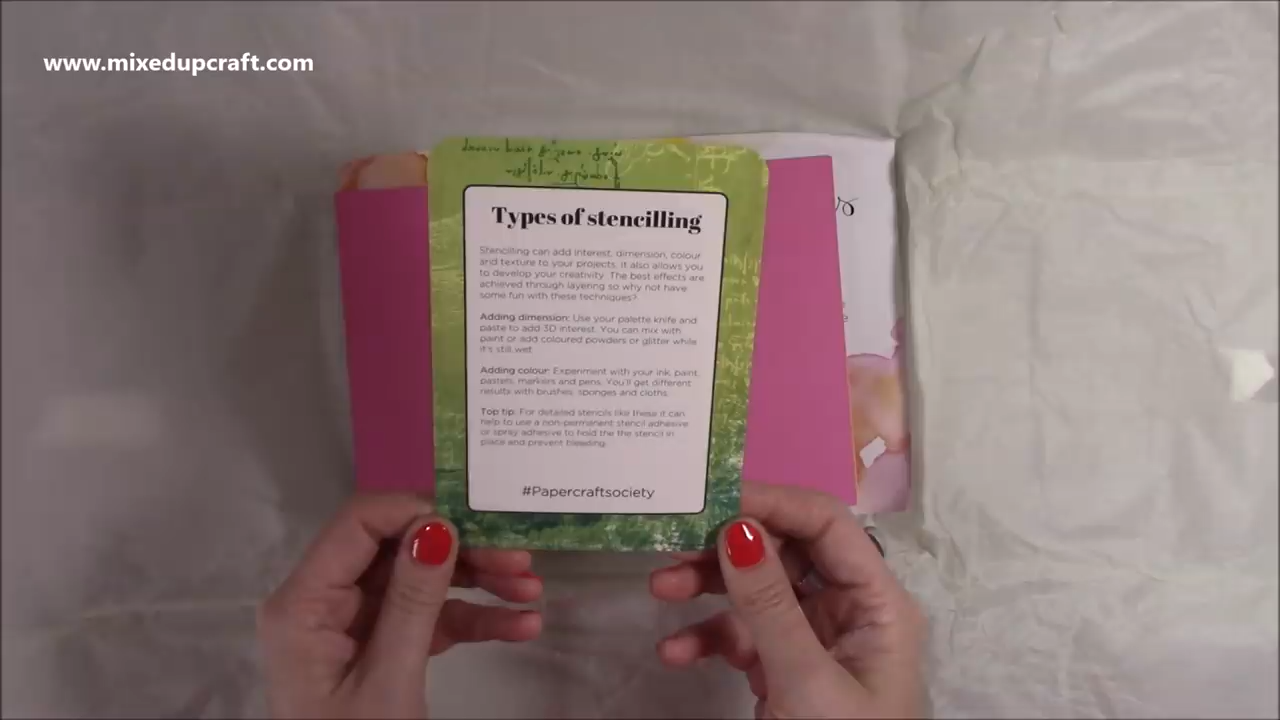 www.mixedupcraft.com
Types of stencilling
Stencilling can add interest, dimension, colour
and texture to your projects. It also allows you
to develop your creativity. The best effects are
achieved through layering so why not have
some fun with these techniques?
Adding dimension: Use your palette knife and
paste to add 3D interest. You can mix with
paint or add coloured powders or glitter while
it's still wet.
Adding colour: Experiment with your ink, paint,
pastels, markers and pens. You'll get different
results with brushes, sponges and cloths.
Top tip: For detailed stencils like these it can
help to use a non-permanent stencil adhesive
or spray adhesive to hold the the stencil in
place and prevent bleeding.
#Papercraftsociety